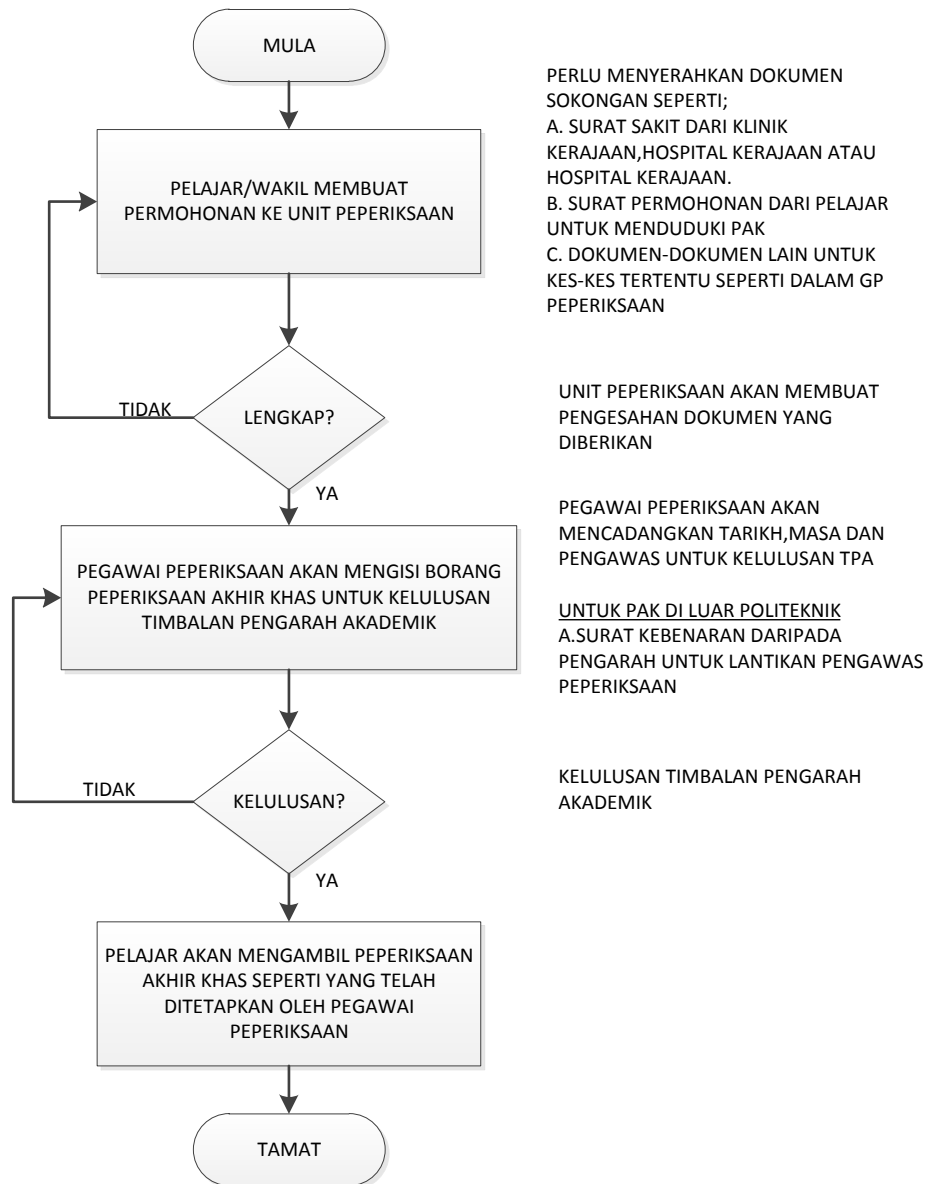 MULA
PERLU MENYERAHKAN DOKUMEN
SOKONGAN SEPERTI;
A. SURAT SAKIT DARI KLINIK
KERAJAAN,HOSPITAL KERAJAAN ATAU
HOSPITAL KERAJAAN.
B. SURAT PERMOHONAN DARI PELAJAR
UNTUK MENDUDUKI PAK
C. DOKUMEN-DOKUMEN LAIN UNTUK
KES-KES TERTENTU SEPERTI DALAM GP
PEPERIKSAAN
PELAJAR/WAKIL MEMBUAT
PERMOHONAN KE UNIT PEPERIKSAAN
TIDAK
LENGKAP?
YA
UNIT PEPERIKSAAN AKAN MEMBUAT
PENGESAHAN DOKUMEN YANG
DIBERIKAN
PEGAWAI PEPERIKSAAN AKAN MENGISI BORANG
PEPERIKSAAN AKHIR KHAS UNTUK KELULUSAN
TIMBALAN PENGARAH AKADEMIK
PEGAWAI PEPERIKSAAN AKAN
MENCADANGKAN TARIKH,MASA DAN
PENGAWAS UNTUK KELULUSAN TPA
UNTUK PAK DI LUAR POLITEKNIK
A.SURAT KEBENARAN DARIPADA
PENGARAH UNTUK LANTIKAN PENGAWAS
PEPERIKSAAN
TIDAK
KELULUSAN?
YA
KELULUSAN TIMBALAN PENGARAH
AKADEMIK
PELAJAR AKAN MENGAMBIL PEPERIKSAAN
AKHIR KHAS SEPERTI YANG TELAH
DITETAPKAN OLEH PEGAWAI
PEPERIKSAAN
TAMAT